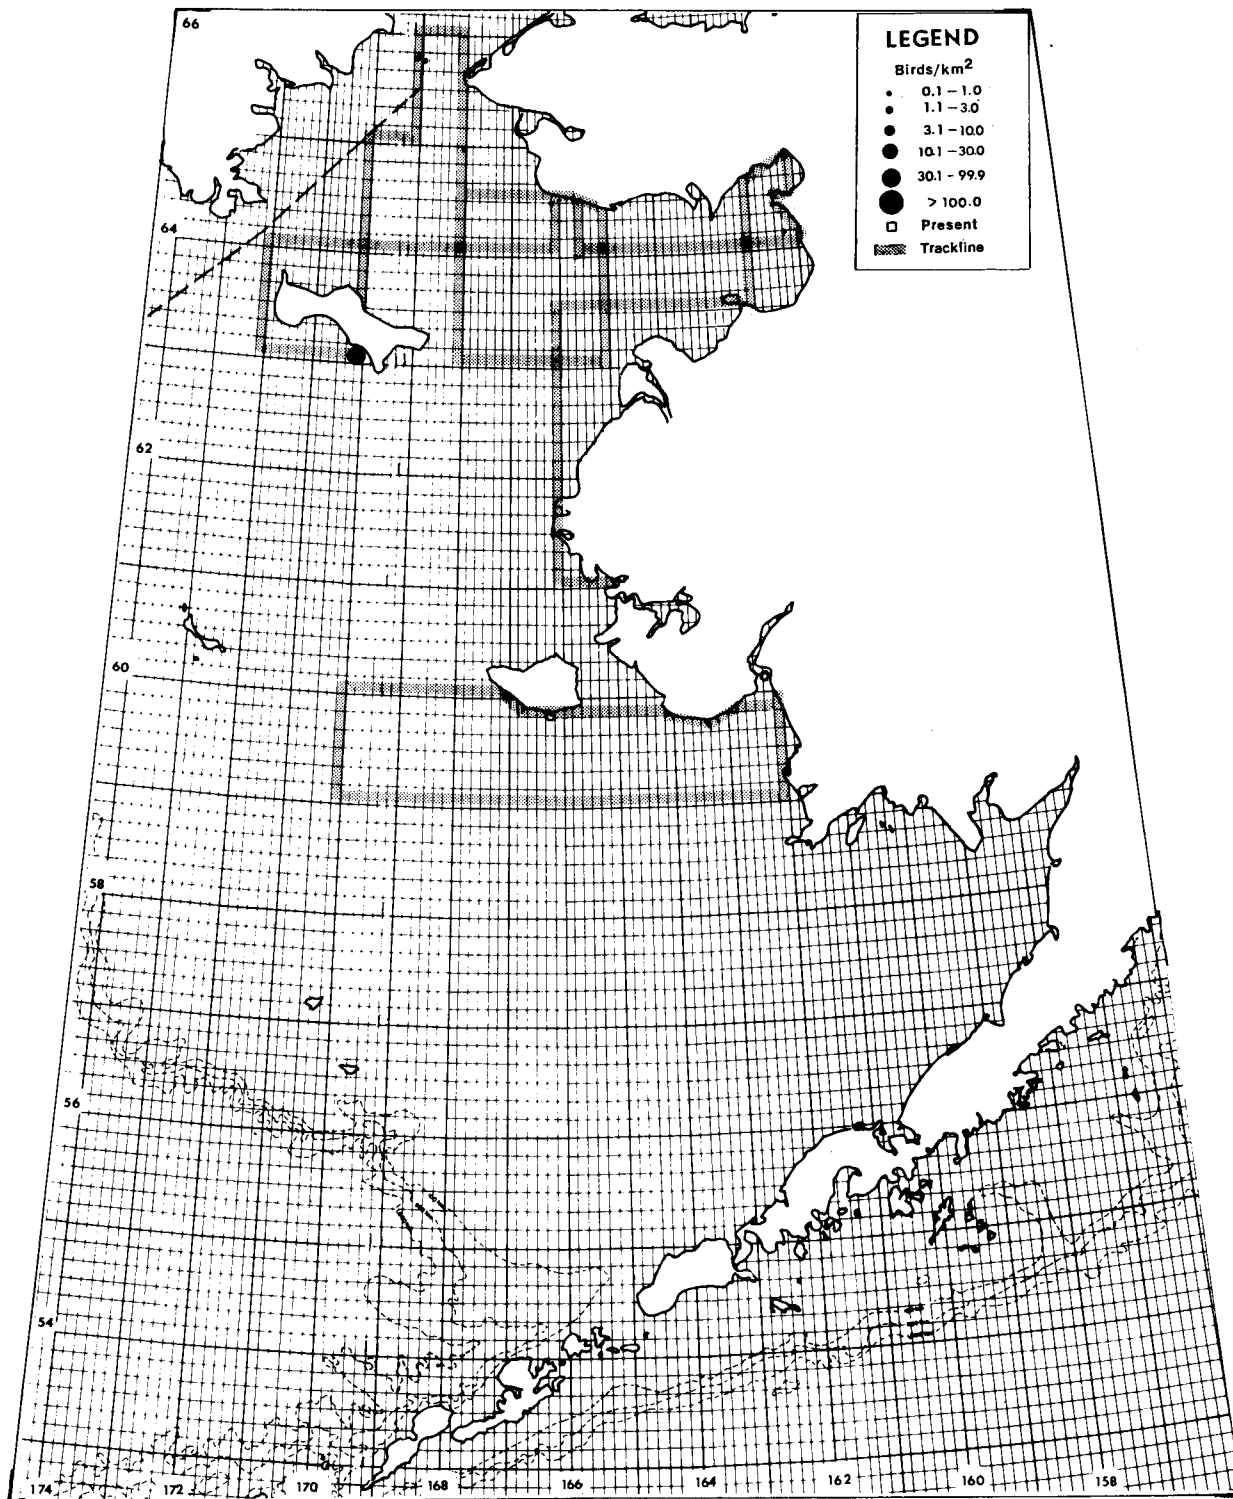 66
LEGEND
Birds/km²
0.1 – 1.0
1.1 – 3.0
3.1 – 10.0
10.1 – 30.0
30.1 – 99.9
> 100.0
Present
Trackline
64
62
60
58
56
54
174 172 170 168 166 164 162 160 158